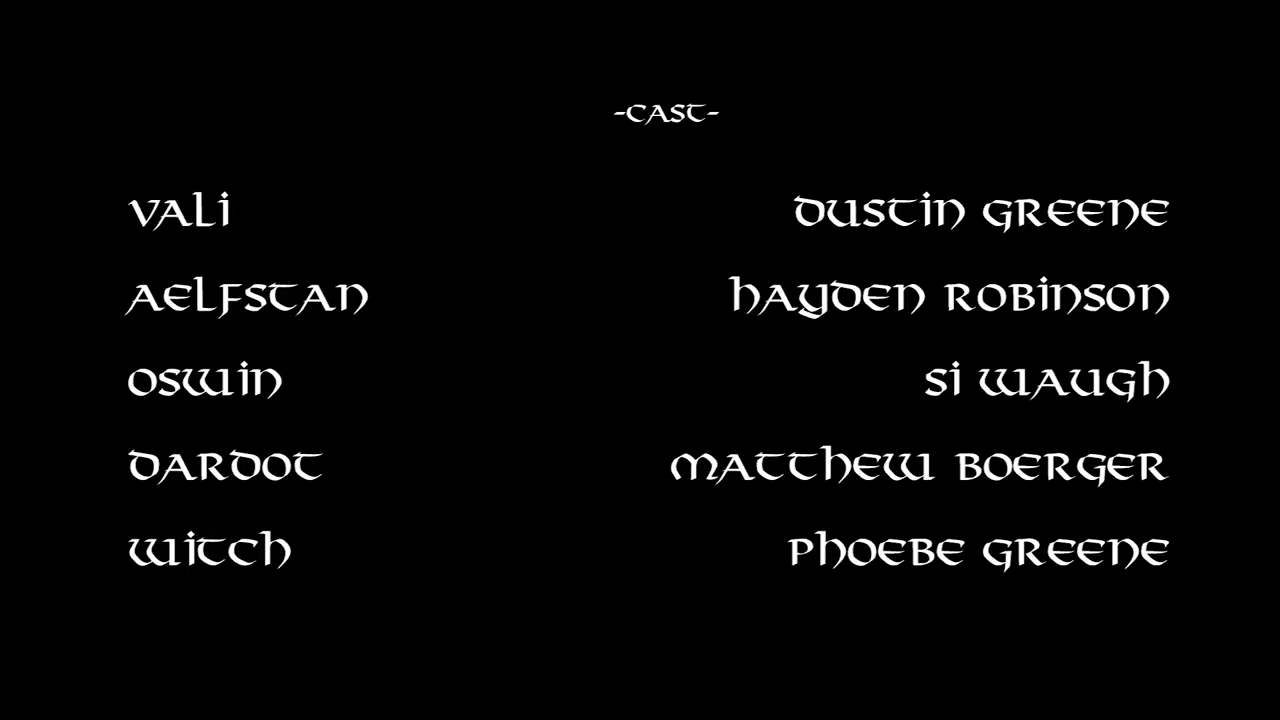 -CAST-
VALI DUSTIN GREENE
AELFSTAN HAYDEN ROBINSON
OSWIN SI WAUGH
DARDOT MATTHEW BOERGER
WITCH PHOEBE GREENE